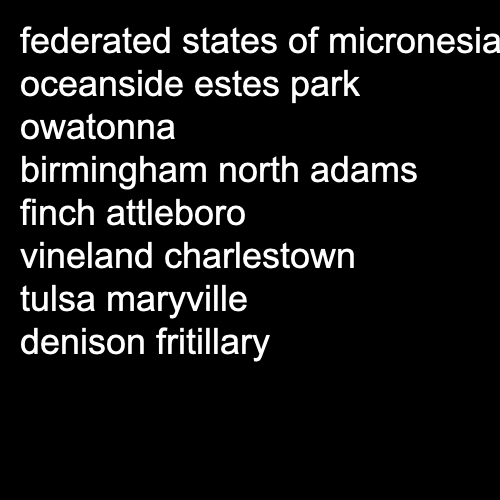 federated states of micronesia
oceanside estes park
owatonna
birmingham north adams
finch attleboro
vineland charlestown
tulsa maryville
denison fritillary